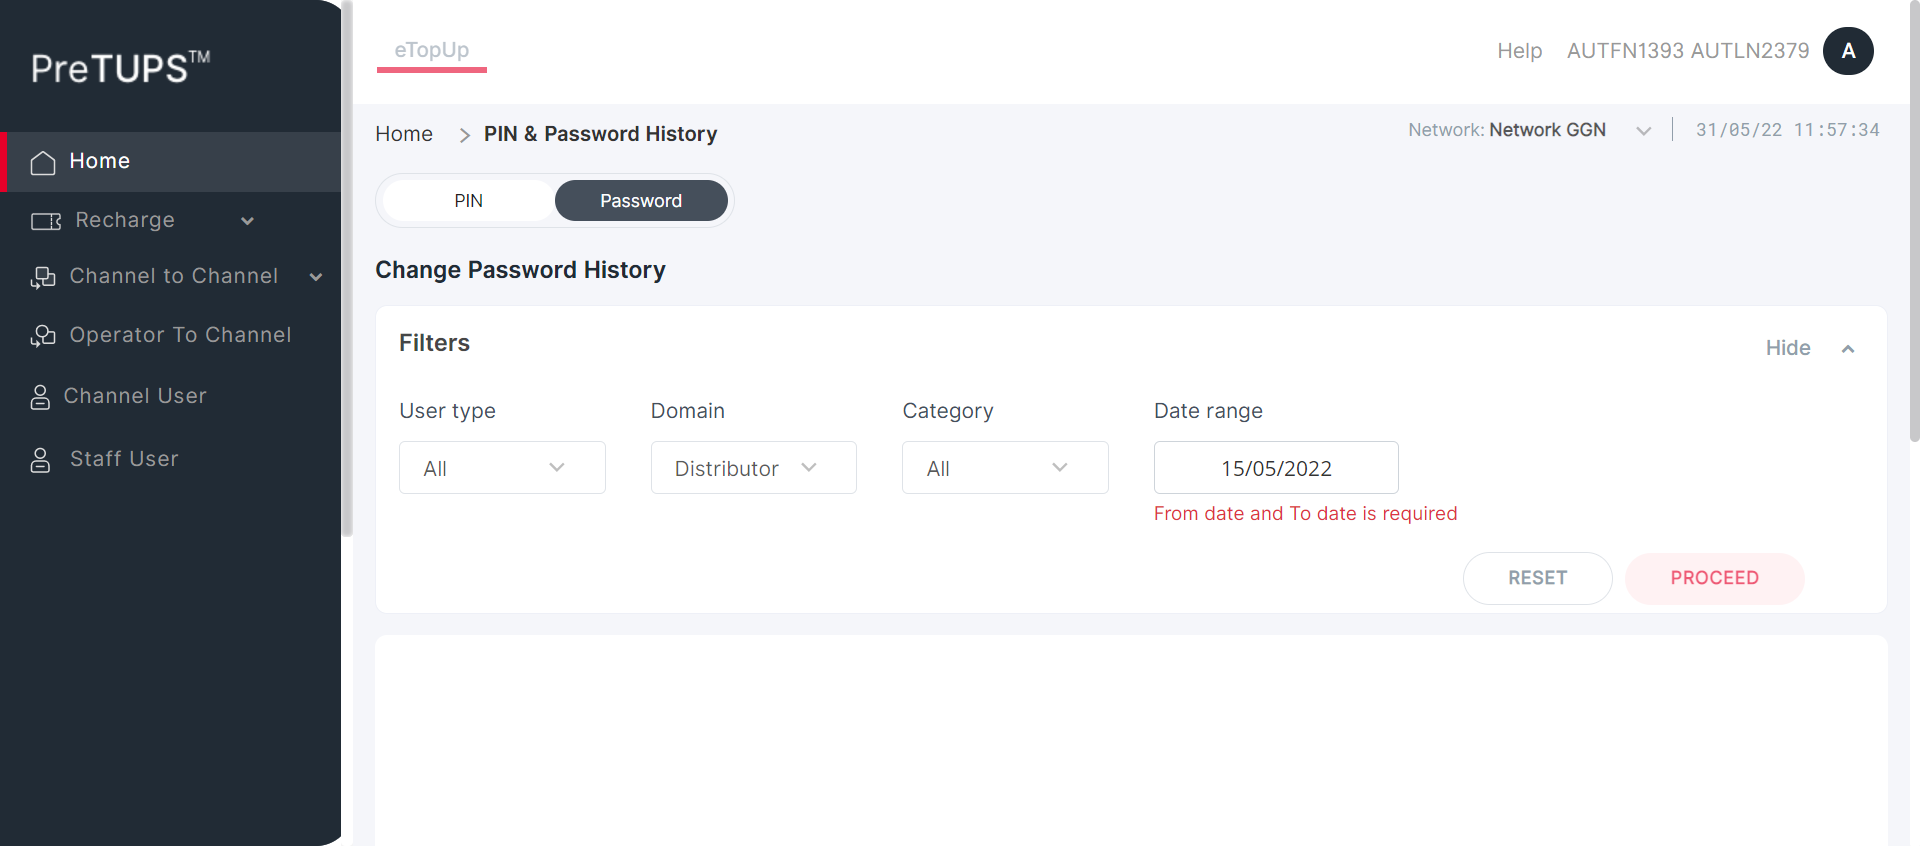 PreTUPS™
Home
Recharge
Channel to Channel
Operator To Channel
Channel User
Staff User
eTopUp
Help AUTFN1393 AUTLN2379 A
Home > PIN & Password History
Network: Network GGN | 31/05/22 11:57:34
PIN Password
Change Password History
Filters
Hide
User type Domain Category Date range
All Distributor All 15/05/2022
From date and To date is required
RESET PROCEED